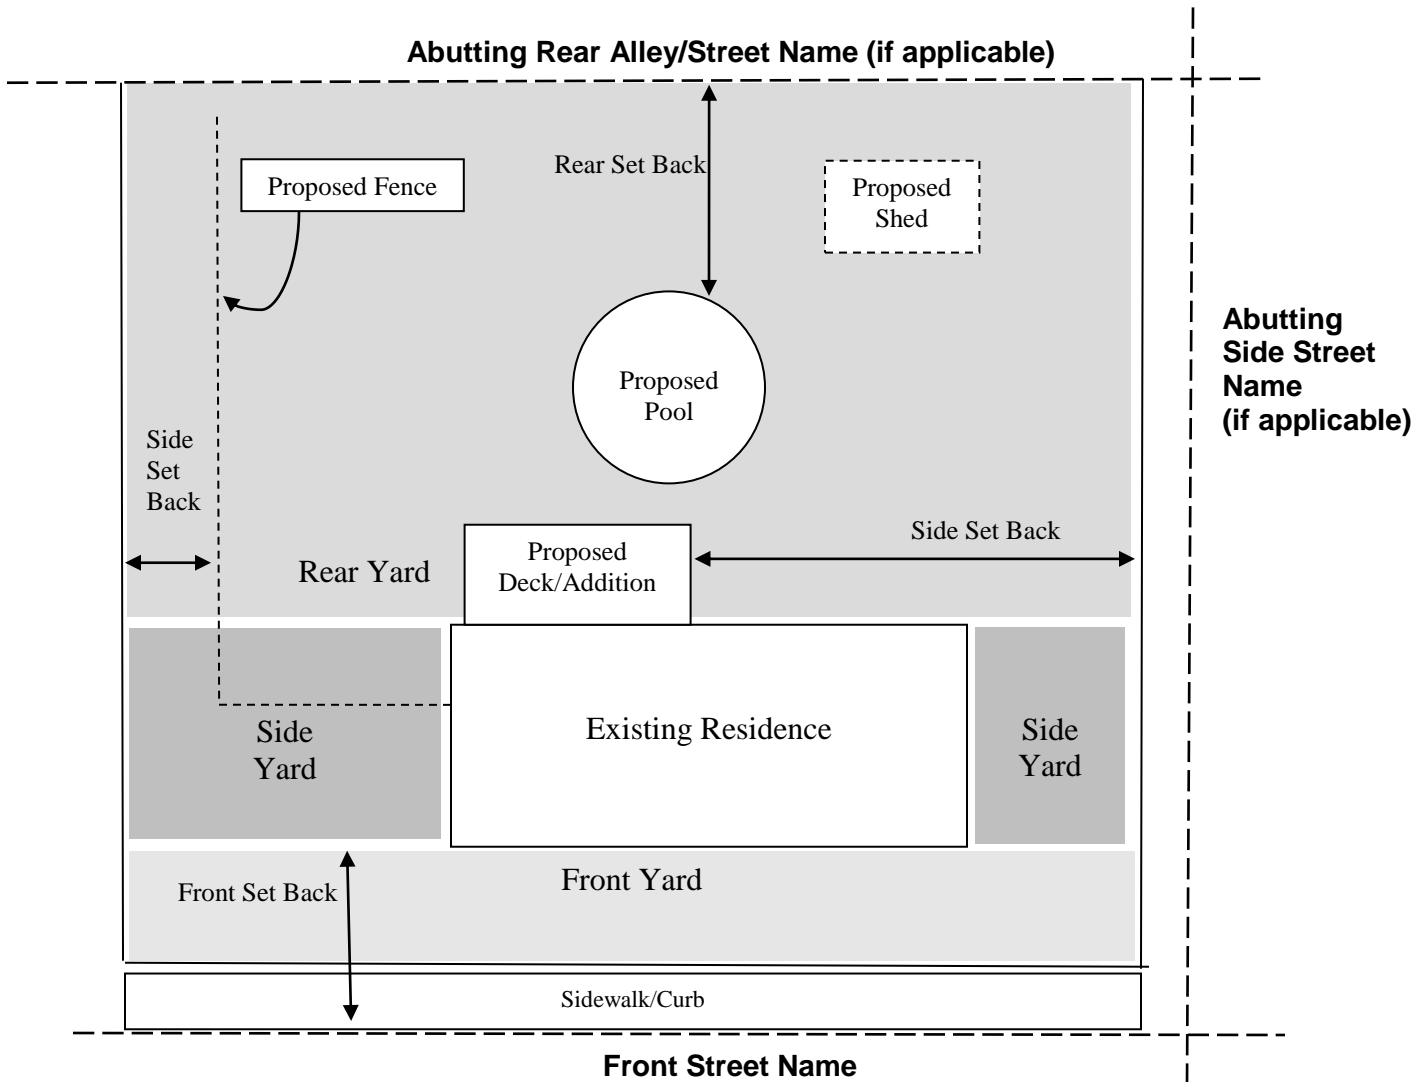 Abutting Rear Alley/Street Name (if applicable)
Rear Set Back
Proposed Fence
Proposed
Shed
Abutting
Side Street
Name
(if applicable)
Proposed
Pool
Side
Set
Back
Side Set Back
Proposed
Deck/Addition
Rear Yard
Side
Yard
Existing Residence
Side
Yard
Front Yard
Front Set Back
Sidewalk/Curb
Front Street Name